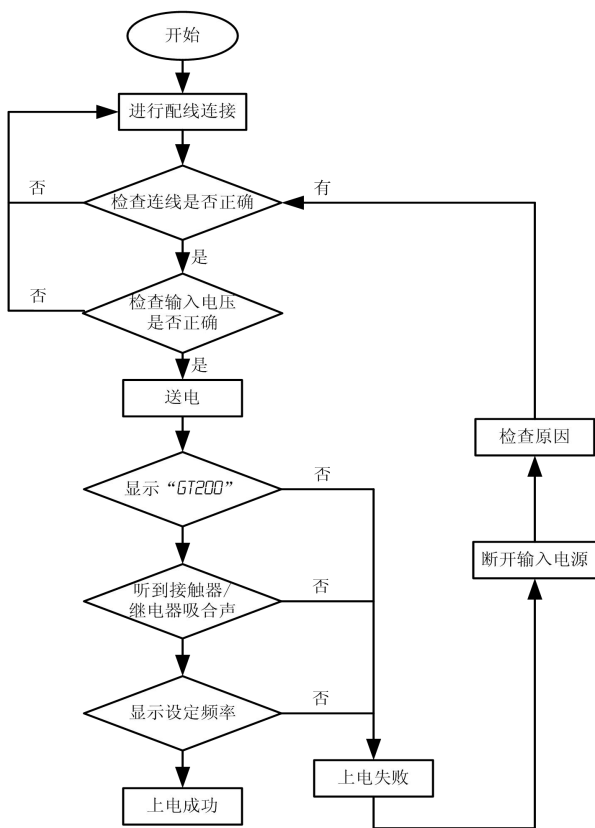 开始
进行配线连接
否
检查连线是否正确
有
是
否
检查输入电压
是否正确
是
送电
检查原因
显示“GT200”
否
断开输入电源
听到接触器/
继电器吸合声
否
显示设定频率
否
上电失败
上电成功